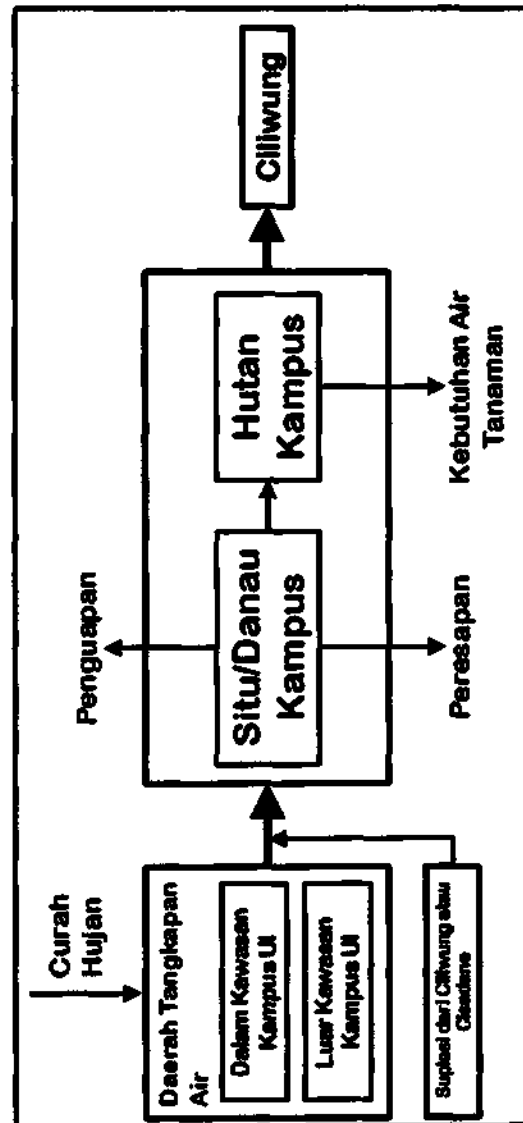 Curah
Hujan
Daerah Tangkapan
Air
Dalam Kawasan
Kampus UI
Luar Kawasan
Kampus UI
Suplesi dari Ciliwung atau
Cisadane
Penguapan
Situ/Danau
Kampus
Peresapan
Hutan
Kampus
Kebutuhan Air
Tanaman
Ciliwung